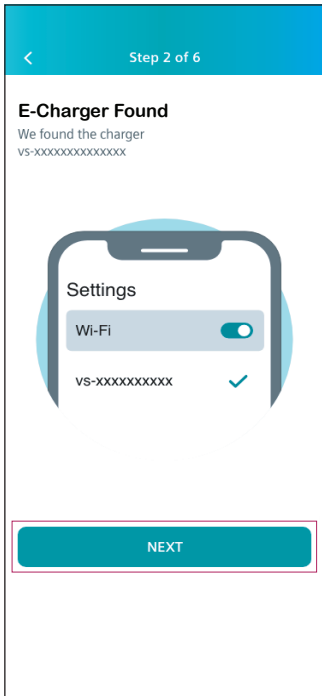 Step 2 of 6
E-Charger Found
We found the charger
vs-xxxxxxxxxxxxxx
Settings
Wi-Fi
vs-xxxxxxxxxx
NEXT